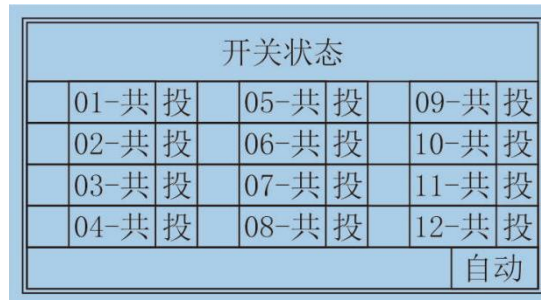 开关状态
01-共 投 05-共 投 09-共 投
02-共 投 06-共 投 10-共 投
03-共 投 07-共 投 11-共 投
04-共 投 08-共 投 12-共 投
自动